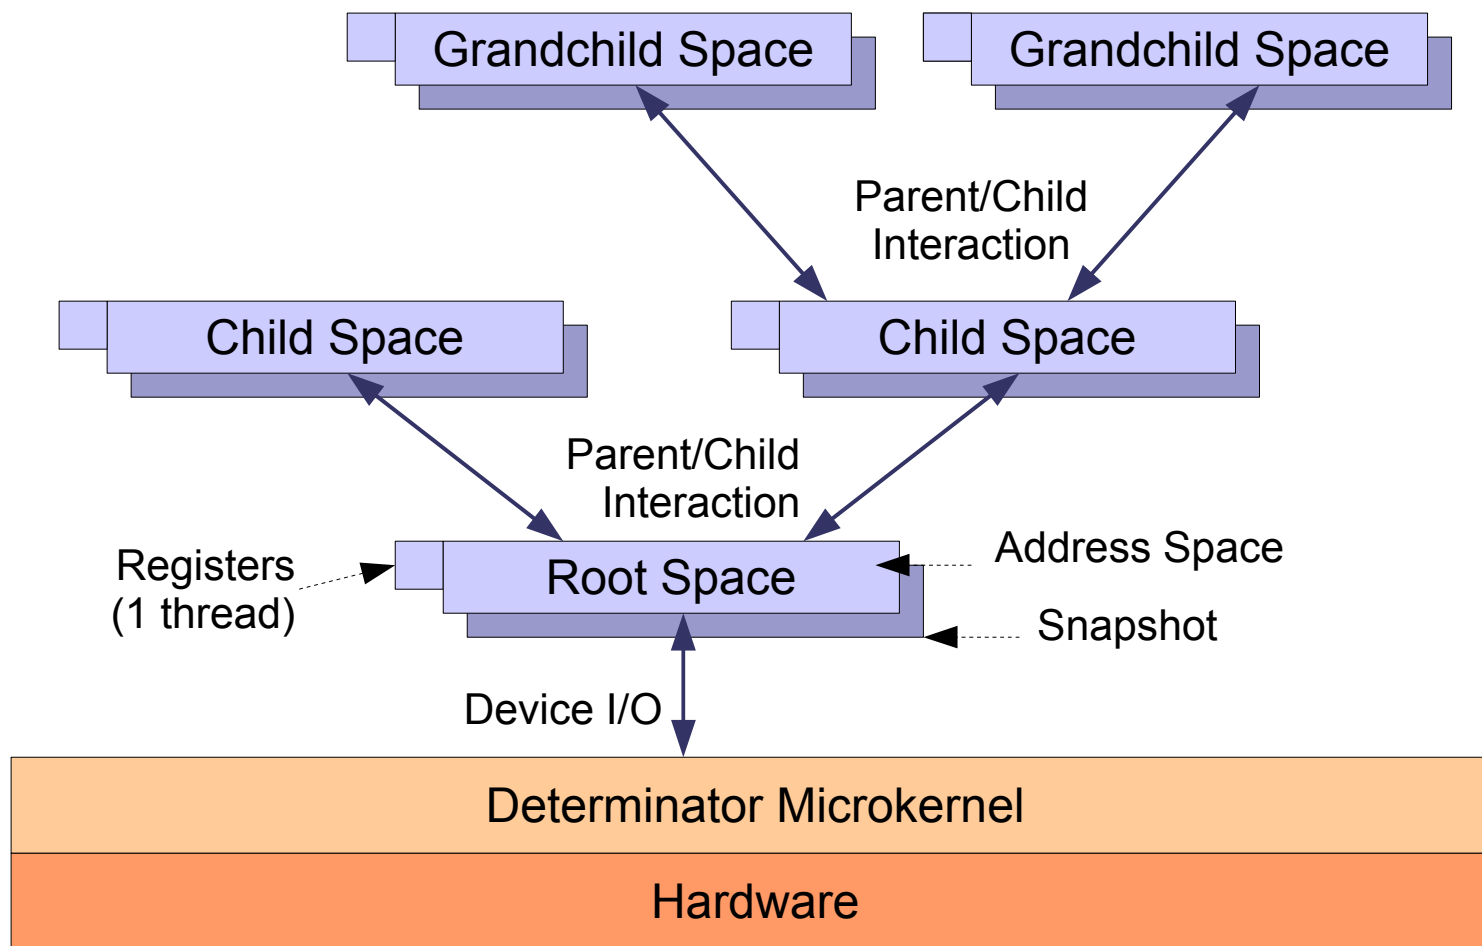 Grandchild Space
Grandchild Space
Parent/Child
Interaction
Child Space
Child Space
Parent/Child
Interaction
Registers
(1 thread)
Root Space
Address Space
Snapshot
Device I/O
Determinator Microkernel
Hardware